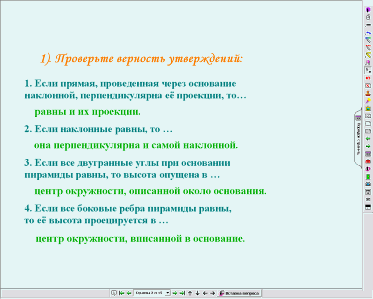 1). Проверьте верность утверждений:
1. Если прямая, проведенная через основание
наклонной, перпендикулярна её проекции, то…
равны и их проекции.
2. Если наклонные равны, то …
она перпендикулярна и самой наклонной.
3. Если все двугранные углы при основании
пирамиды равны, то высота опущена в …
центр окружности, описанной около основания.
4. Если все боковые ребра пирамиды равны,
то её высота проецируется в …
центр окружности, вписанной в основание.